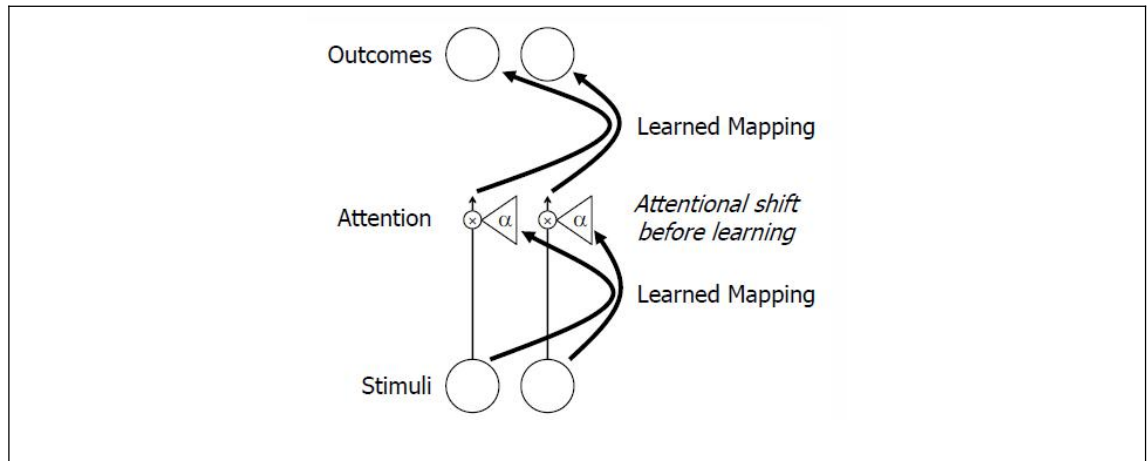 Outcomes
Learned Mapping
Attention
× α × α
Attentional shift
before learning
Learned Mapping
Stimuli